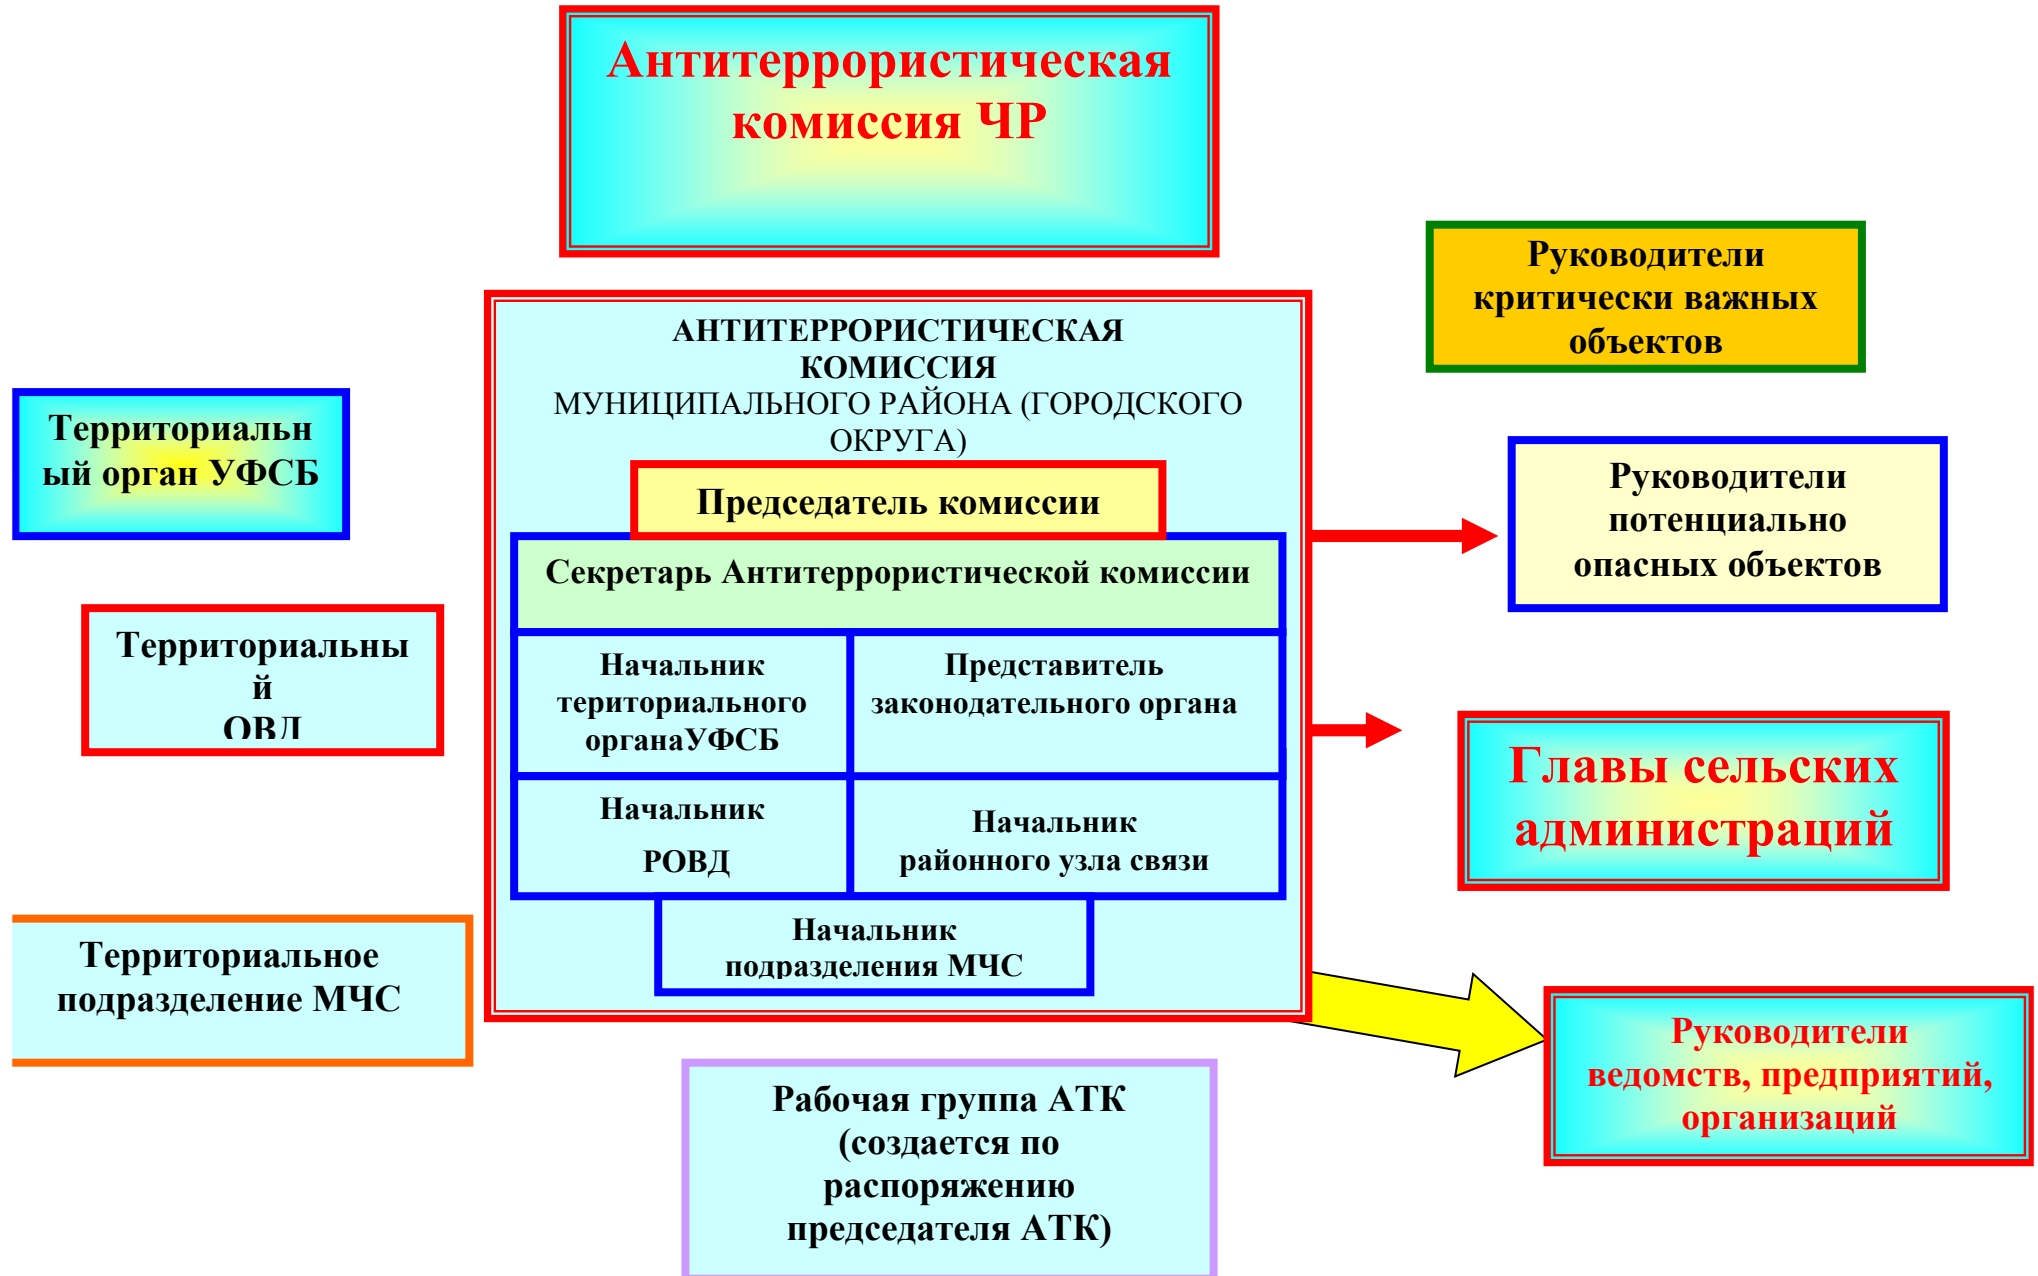 Антитеррористическая
комиссия ЧР
Руководители
критически важных
объектов
АНТИТЕРРОРИСТИЧЕСКАЯ
КОМИССИЯ
МУНИЦИПАЛЬНОГО РАЙОНА (ГОРОДСКОГО
ОКРУГА)
Территориальн
ый орган УФСБ
Председатель комиссии
Руководители
потенциально
опасных объектов
Секретарь Антитеррористической комиссии
Территориальны
й
ОВД
Начальник
териториального
органаУФСБ
Представитель
законодательного органа
Главы сельских
администраций
Начальник
РОВД
Начальник
районного узла связи
Территориальное
подразделение МЧС
Начальник
подразделения МЧС
Руководители
ведомств, предприятий,
организаций
Рабочая группа АТК
(создается по
распоряжению
председателя АТК)